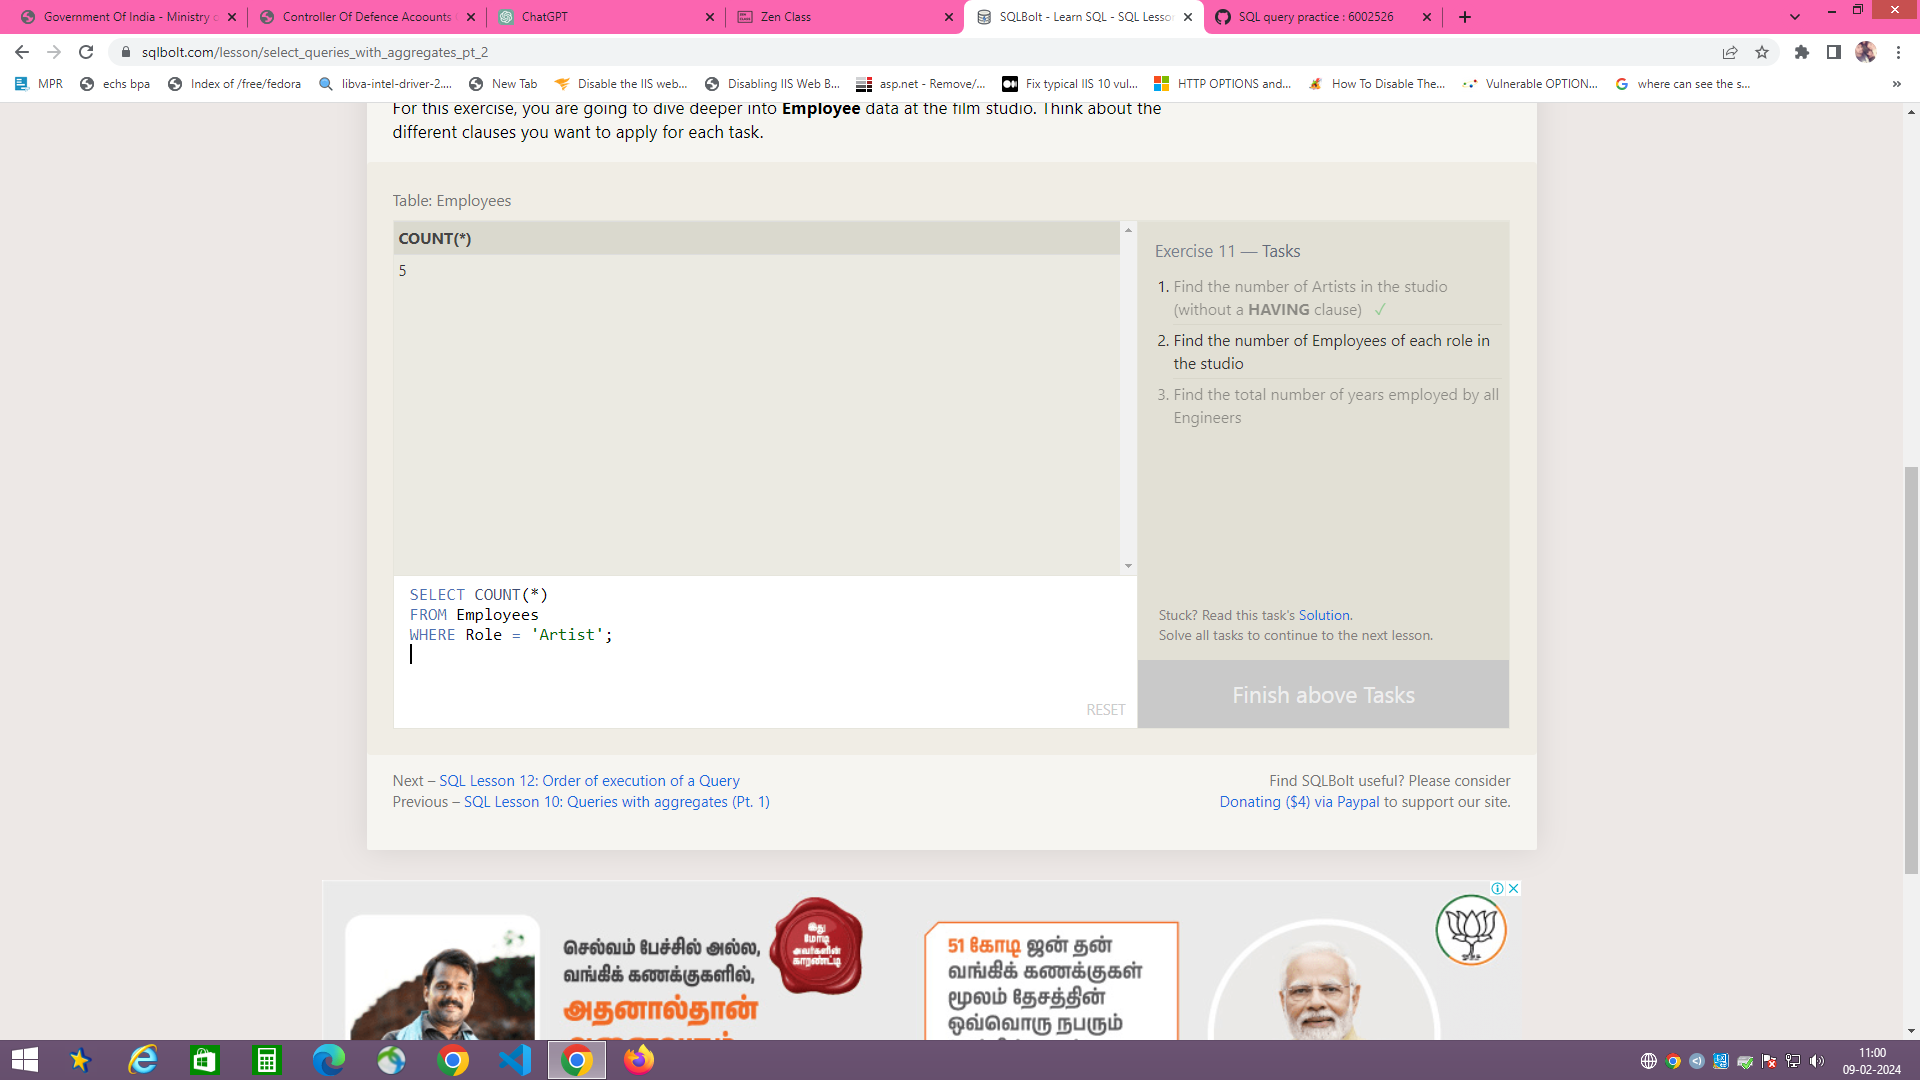 Government Of India - Ministry
Controller Of Defence Acoounts
ChatGPT
Zen Class
SQLBolt - Learn SQL - SQL Lesso
SQL query practice : 6002526
sqlbolt.com/lesson/select_queries_with_aggregates_pt_2
MPR
echs bpa
Index of /free/fedora
libva-intel-driver-2....
New Tab
Disable the IIS web...
Disabling IIS Web B...
asp.net - Remove/...
Fix typical IIS 10 vul...
HTTP OPTIONS and...
How To Disable The...
Vulnerable OPTION...
where can see the s...
»
For this exercise, you are going to dive deeper into Employee data at the film studio. Think about the
different clauses you want to apply for each task.
Table: Employees
COUNT(*)
5
SELECT COUNT(*)
FROM Employees
WHERE Role = 'Artist';
RESET
Exercise 11 — Tasks
1. Find the number of Artists in the studio
(without a HAVING clause) ✓
2. Find the number of Employees of each role in
the studio
3. Find the total number of years employed by all
Engineers
Stuck? Read this task's Solution.
Solve all tasks to continue to the next lesson.
Finish above Tasks
Next – SQL Lesson 12: Order of execution of a Query
Previous – SQL Lesson 10: Queries with aggregates (Pt. 1)
Find SQLBolt useful? Please consider
Donating ($4) via Paypal to support our site.
செல்வம் பேச்சில் அல்ல,
வங்கிக் கணக்குகளில்,
அதனால்தான்
இது
மோடி
அவர்களின்
காரண்டீ
51 கோடி ஜன் தன்
வங்கிக் கணக்குகள்
மூலம் தேசத்தின்
ஒவ்வொரு நபரும்
11:00
09-02-2024